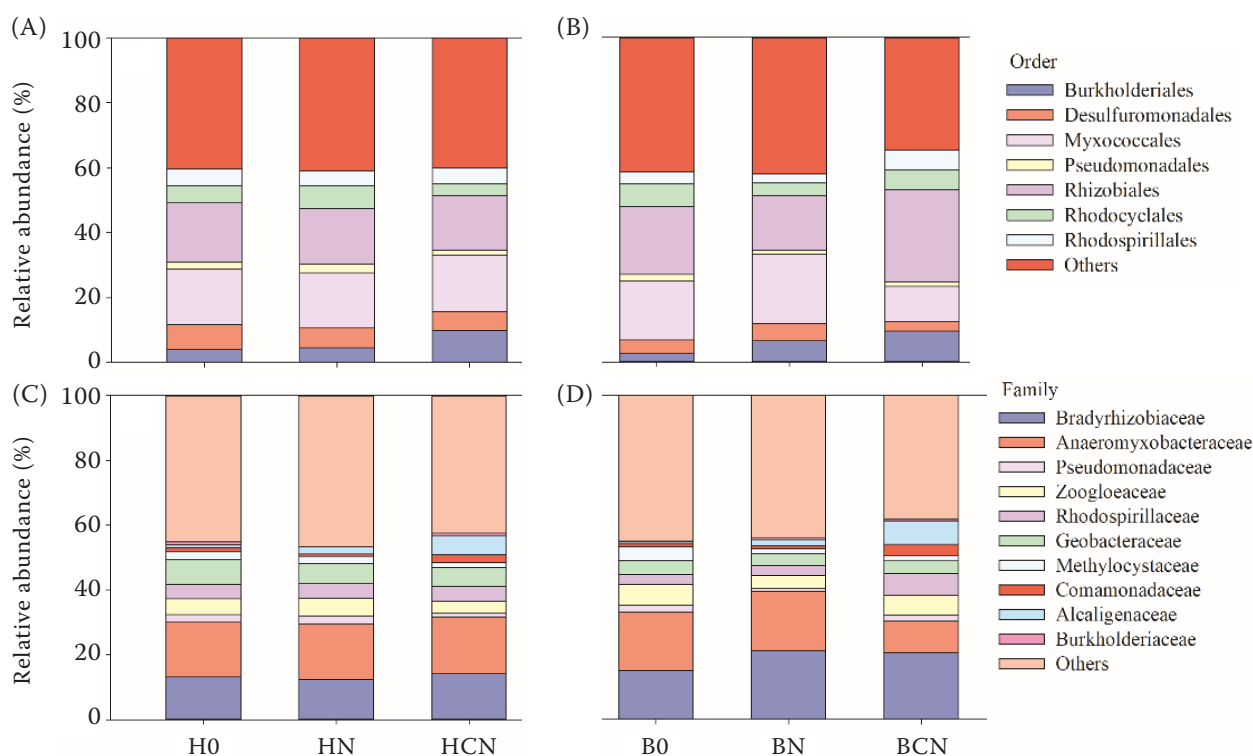 (A)
100
80
60
40
20
0
Relative abundance (%)
(B)
Order
Burkholderiales
Desulfuromonadales
Myxococcales
Pseudomonadales
Rhizobiales
Rhodocyclales
Rhodospirillales
Others
(C)
100
80
60
40
20
0
Relative abundance (%)
H0 HN HCN
(D)
B0 BN BCN
Family
Bradyrhizobiaceae
Anaeromyxobacteraceae
Pseudomonadaceae
Zoogloeaceae
Rhodospirillaceae
Geobacteraceae
Methylocystaceae
Comamonadaceae
Alcaligenaceae
Burkholderiaceae
Others